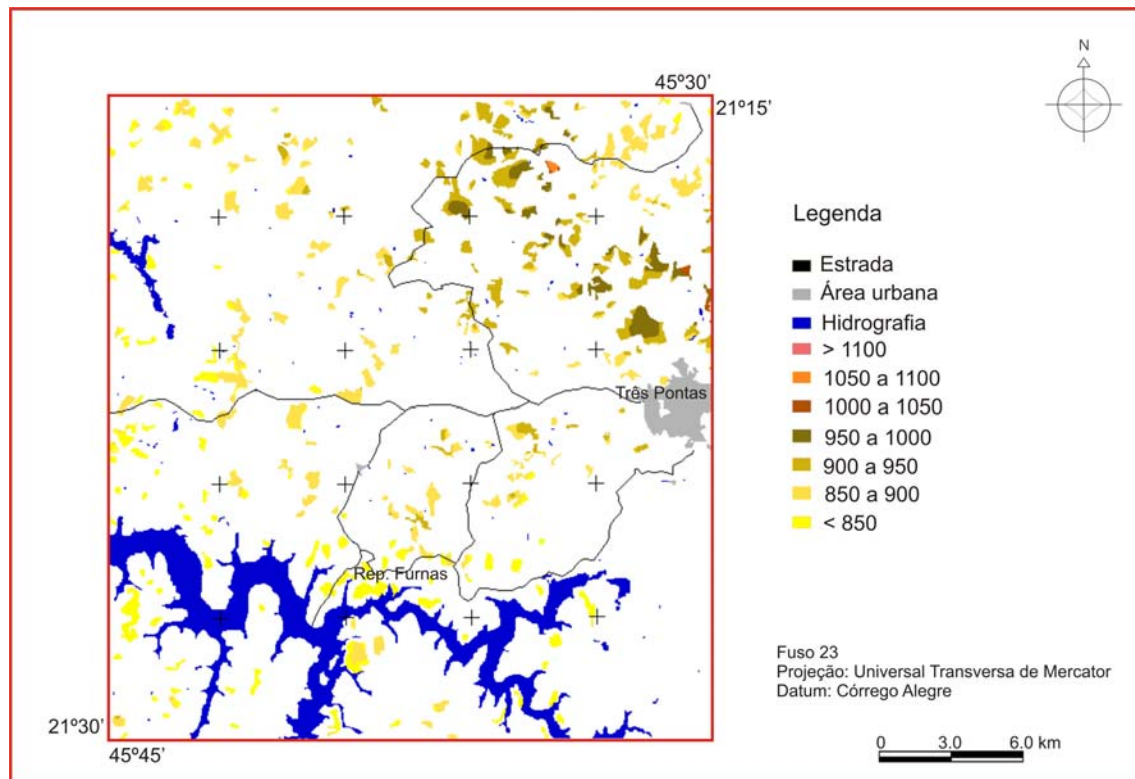 N
45º30'
21º15'
Legenda
Estrada
Área urbana
Hidrografia
> 1100
1050 a 1100
1000 a 1050
950 a 1000
900 a 950
850 a 900
< 850
Três Pontas
Rep. Furnas
Fuso 23
Projeção: Universal Transversa de Mercator
Datum: Córrego Alegre
21º30'
45º45'
0 3.0 6.0 km